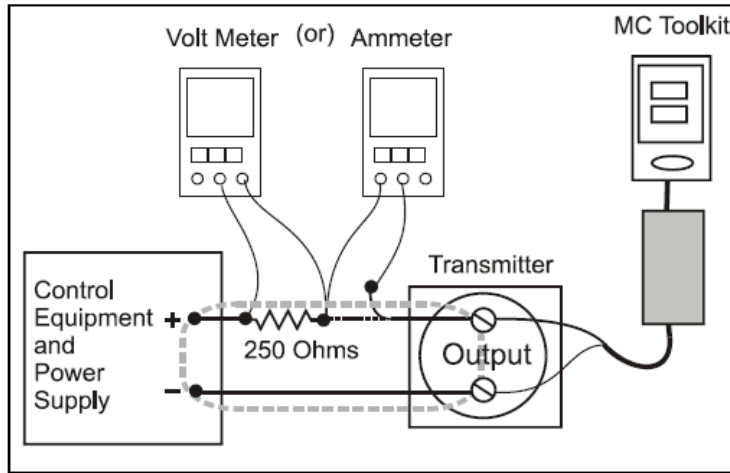 Volt Meter (or) Ammeter
MC Toolkit
Transmitter
Control
Equipment
and
Power
Supply
+
−
250 Ohms
Output